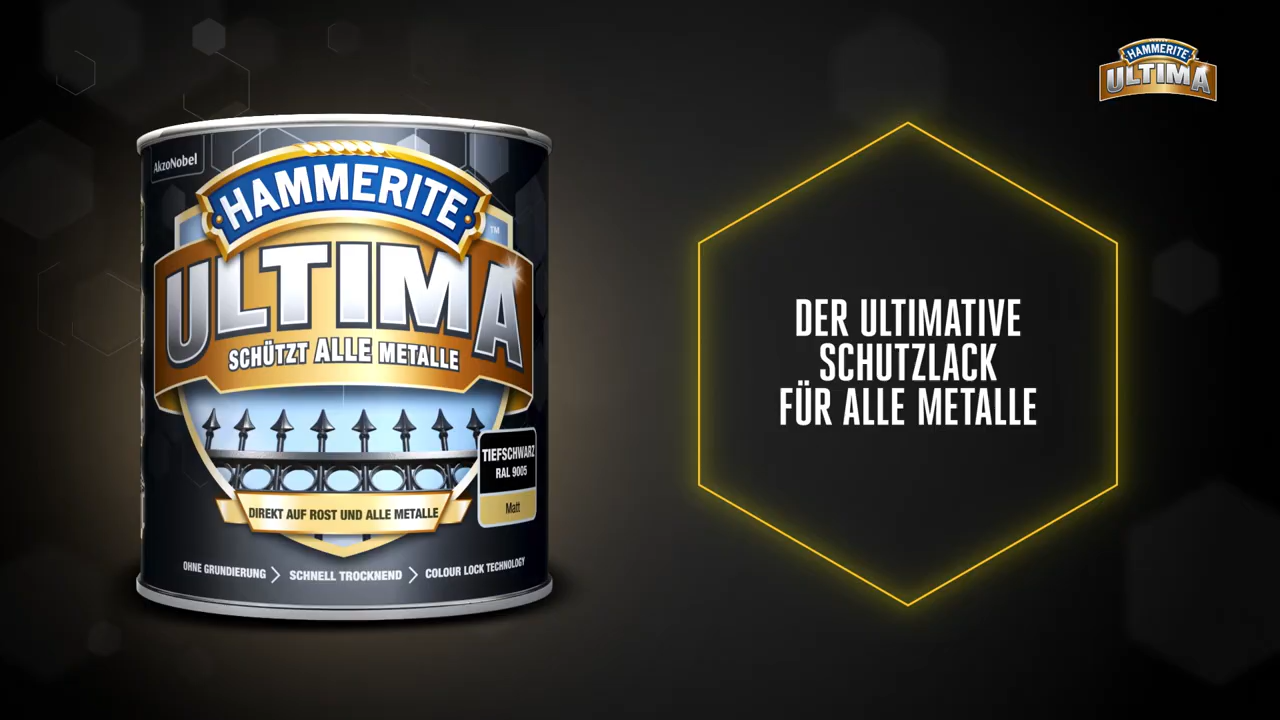 AkzoNobel
HAMMERITE
™
ULTIMA
SCHÜTZT ALLE METALLE
TIEFSCHWARZ
RAL 9005
Matt
DIREKT AUF ROST UND ALLE METALLE
OHNE GRUNDIERUNG > SCHNELL TROCKNEND > COLOUR LOCK TECHNOLOGY
HAMMERITE
ULTIMA
DER ULTIMATIVE
SCHUTZLACK
FÜR ALLE METALLE